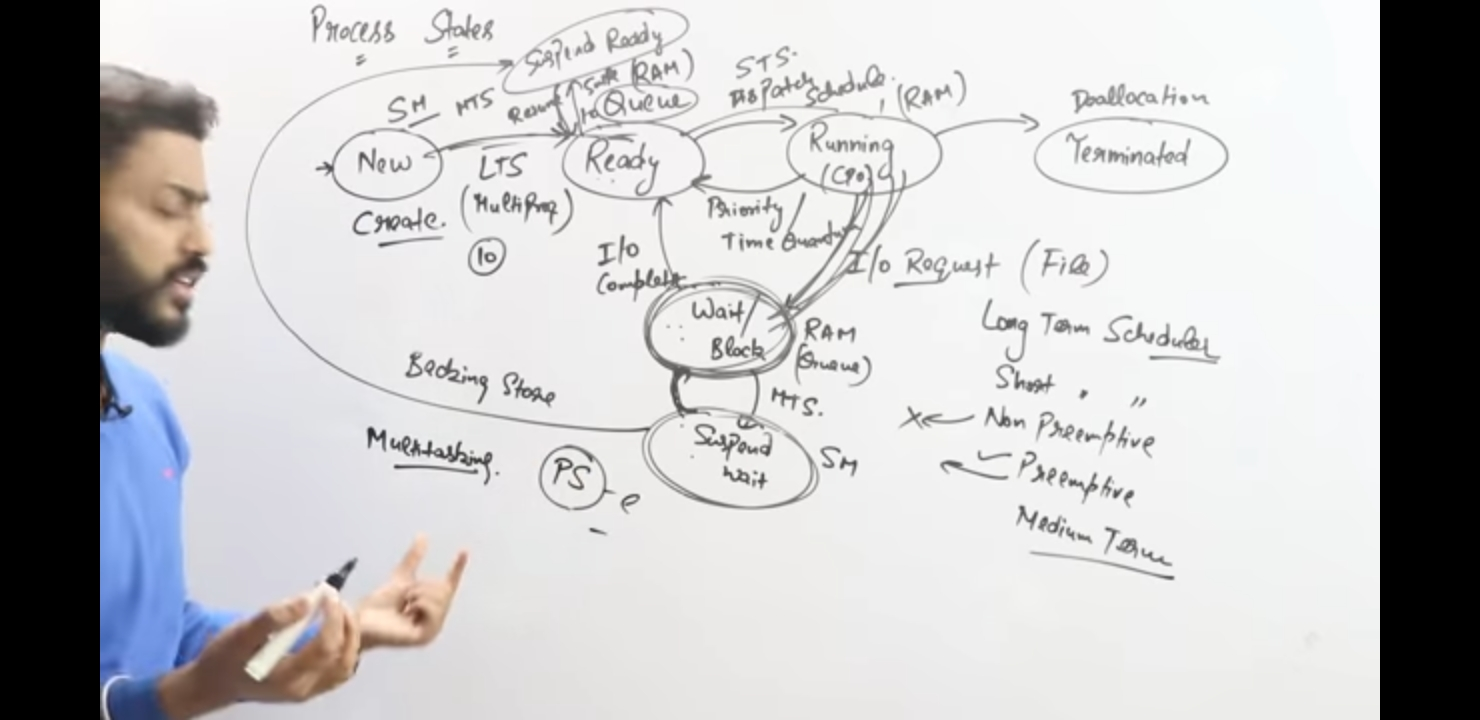 Process States
Suspend Ready
SM MTS
Resume
(RAM)
Queue
STS.
Dispatch Schedule.
(RAM)
Deallocation
New
LTS
Ready
Running
(CPU)
Terminated
Create.
(MultiProg)
10
Priority
Time Quantum
I/o
Complete
I/o Request (File)
Wait/
Block
RAM
(Queue)
Long Term Scheduler
Short " "
X ← Non Preemptive
✓ Preemptive
Medium Term
Backing Store
MTS.
Multitasking.
PS - e
Suspend
wait
SM